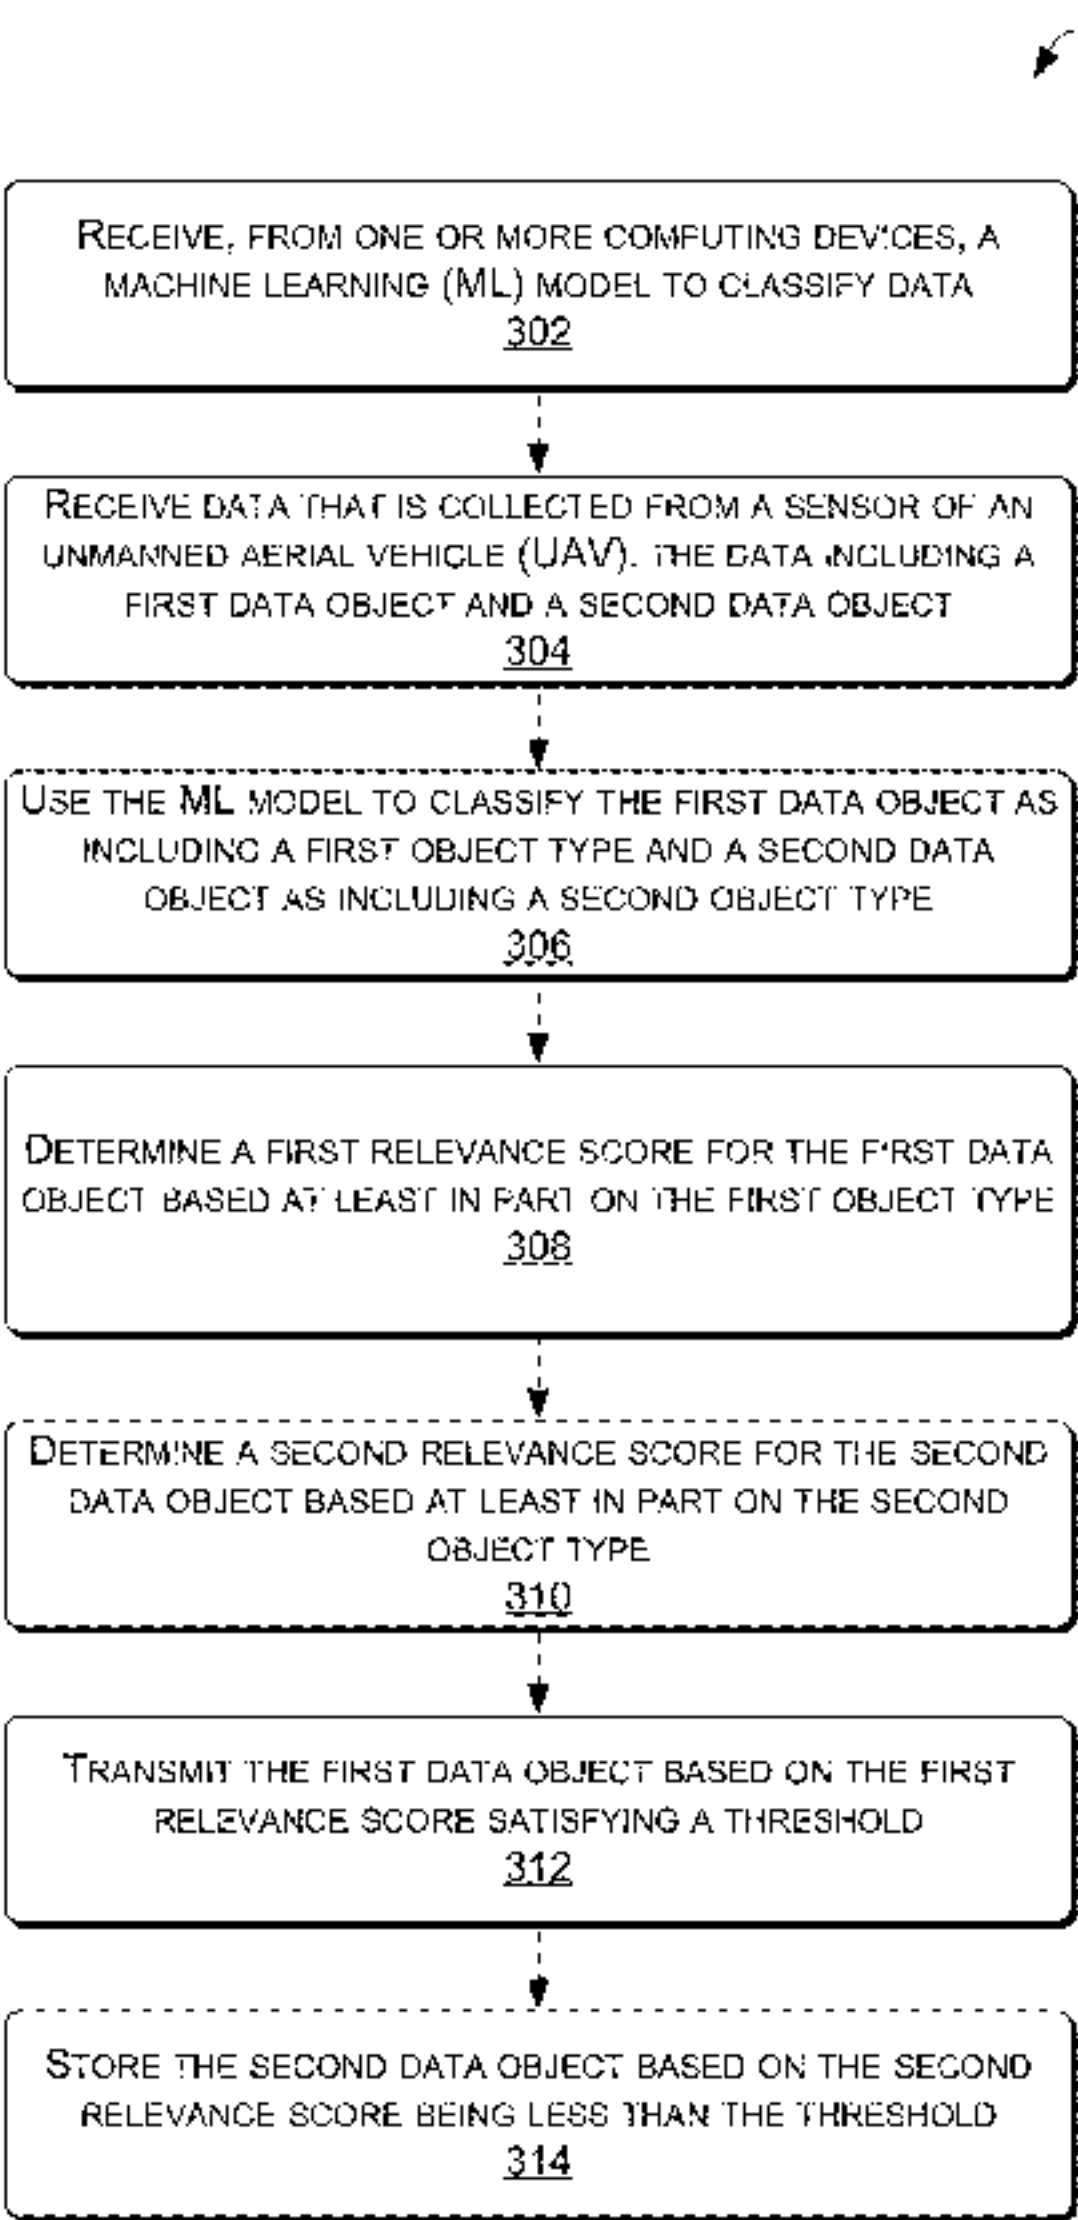 RECEIVE, FROM ONE OR MORE COMPUTING DEVICES, A
MACHINE LEARNING (ML) MODEL TO CLASSIFY DATA
302
RECEIVE DATA THAT IS COLLECTED FROM A SENSOR OF AN
UNMANNED AERIAL VEHICLE (UAV). THE DATA INCLUDING A
FIRST DATA OBJECT AND A SECOND DATA OBJECT
304
USE THE ML MODEL TO CLASSIFY THE FIRST DATA OBJECT AS
INCLUDING A FIRST OBJECT TYPE AND A SECOND DATA
OBJECT AS INCLUDING A SECOND OBJECT TYPE
306
DETERMINE A FIRST RELEVANCE SCORE FOR THE FIRST DATA
OBJECT BASED AT LEAST IN PART ON THE FIRST OBJECT TYPE
308
DETERMINE A SECOND RELEVANCE SCORE FOR THE SECOND
DATA OBJECT BASED AT LEAST IN PART ON THE SECOND
OBJECT TYPE
310
TRANSMIT THE FIRST DATA OBJECT BASED ON THE FIRST
RELEVANCE SCORE SATISFYING A THRESHOLD
312
STORE THE SECOND DATA OBJECT BASED ON THE SECOND
RELEVANCE SCORE BEING LESS THAN THE THRESHOLD
314